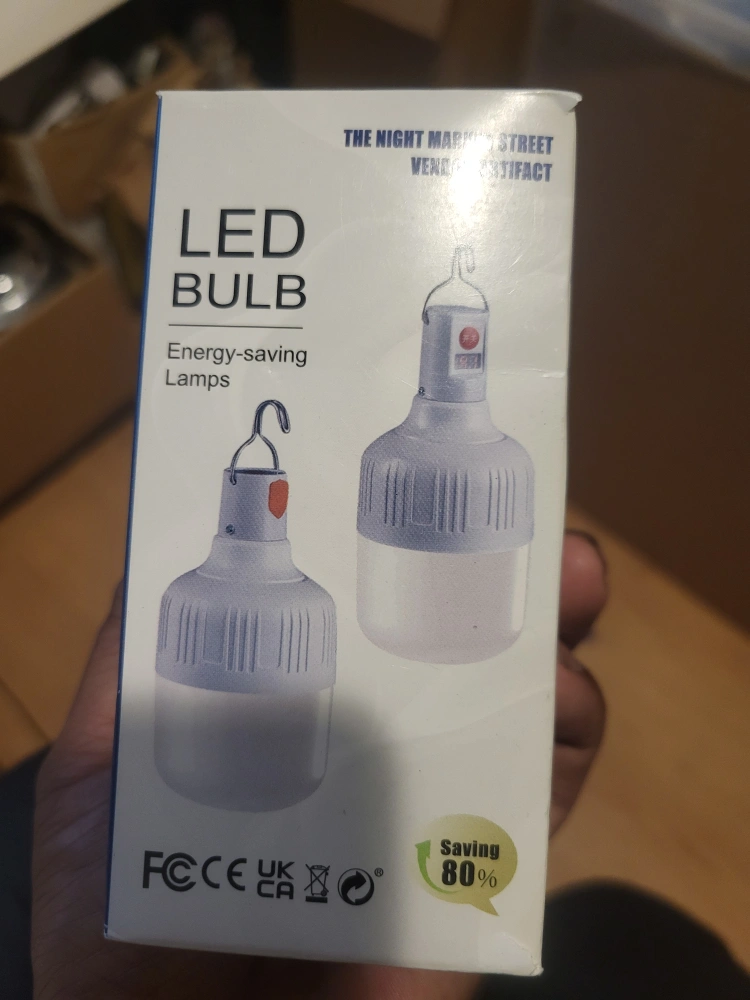 THE NIGHT STREET
LED
BULB
Energy-saving
Lamps
FC CE UK
CA
®
Saving
80%